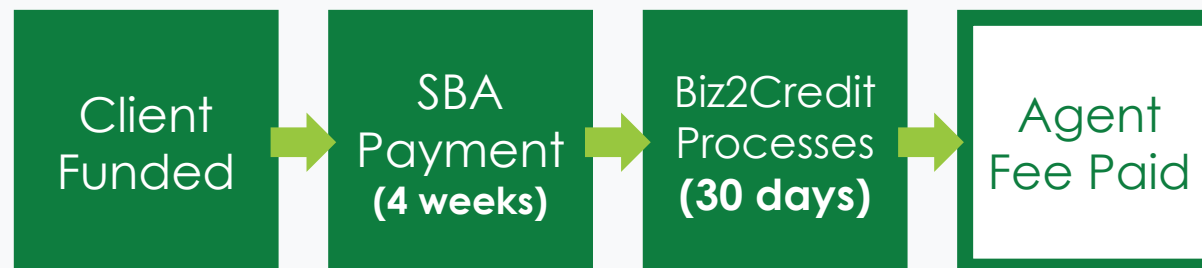 Client
Funded
SBA
Payment
(4 weeks)
Biz2Credit
Processes
(30 days)
Agent
Fee Paid